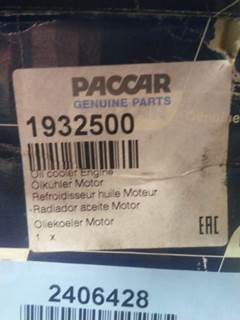 PACCAR
GENUINE PARTS
1932500
Oil cooler Engine
Ölkühler Motor
Refroidisseur huile Moteur
Radiador aceite Motor
Oliekoeler Motor
1 x
EAC
2406428